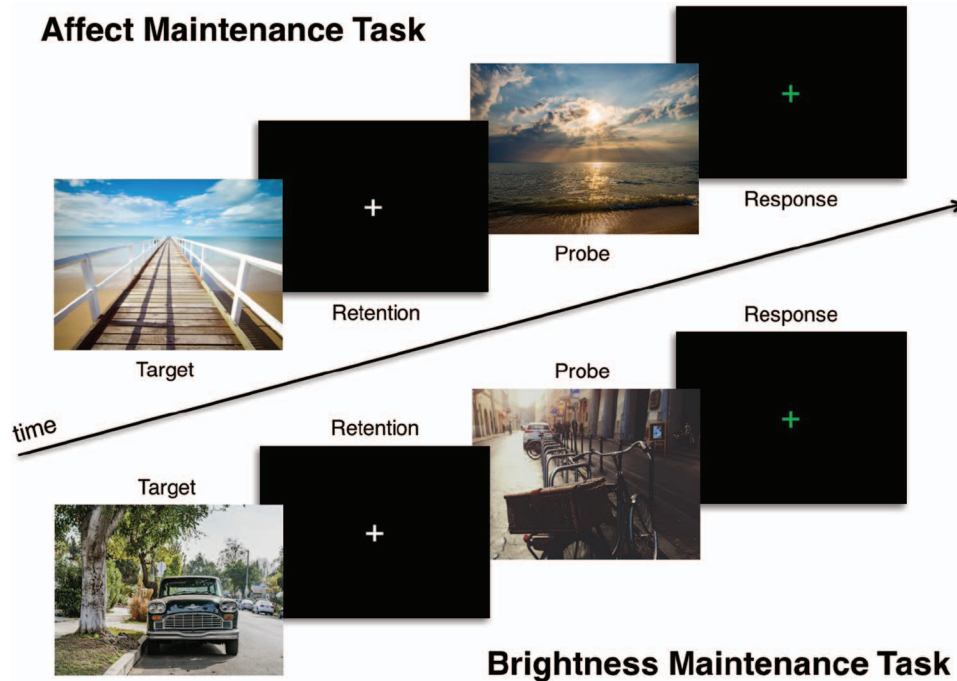 Affect Maintenance Task
Response
Probe
Retention
Target
time
Response
Probe
Retention
Target
Brightness Maintenance Task